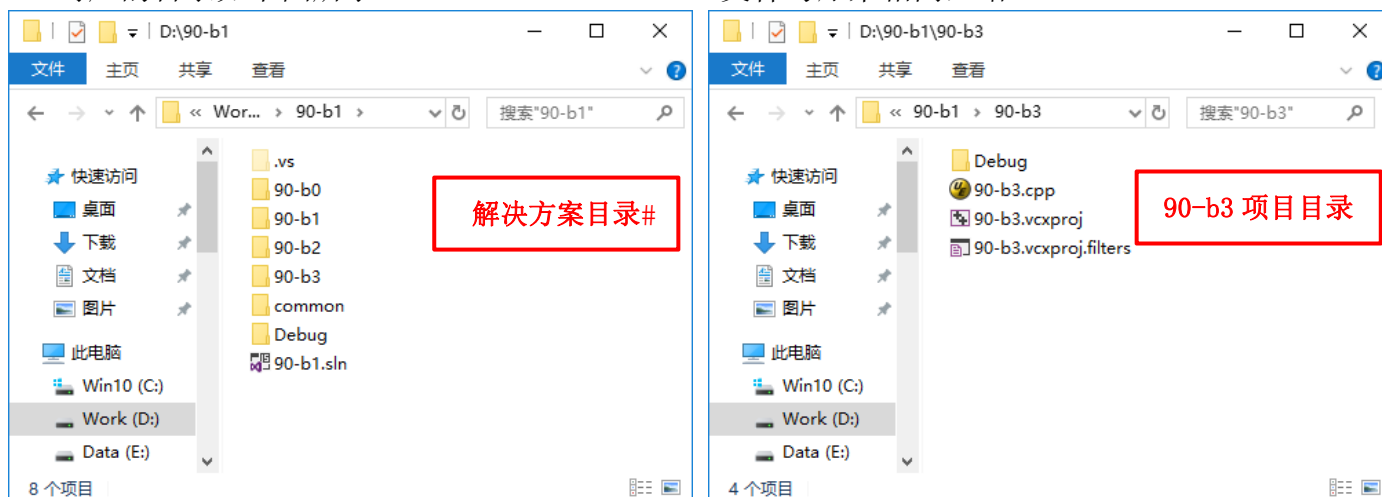 D:\90-b1
文件 主页 共享 查看
« Wor... › 90-b1 ›
搜索"90-b1"
快速访问
桌面
下载
文档
图片
此电脑
Win10 (C:)
Work (D:)
Data (E:)
.vs
90-b0
90-b1
90-b2
90-b3
common
Debug
90-b1.sln
解决方案目录#
8 个项目
D:\90-b1\90-b3
文件 主页 共享 查看
« 90-b1 › 90-b3
搜索"90-b3"
快速访问
桌面
下载
文档
图片
此电脑
Win10 (C:)
Work (D:)
Data (E:)
Debug
90-b3.cpp
90-b3.vcxproj
90-b3.vcxproj.filters
90-b3 项目目录
4 个项目